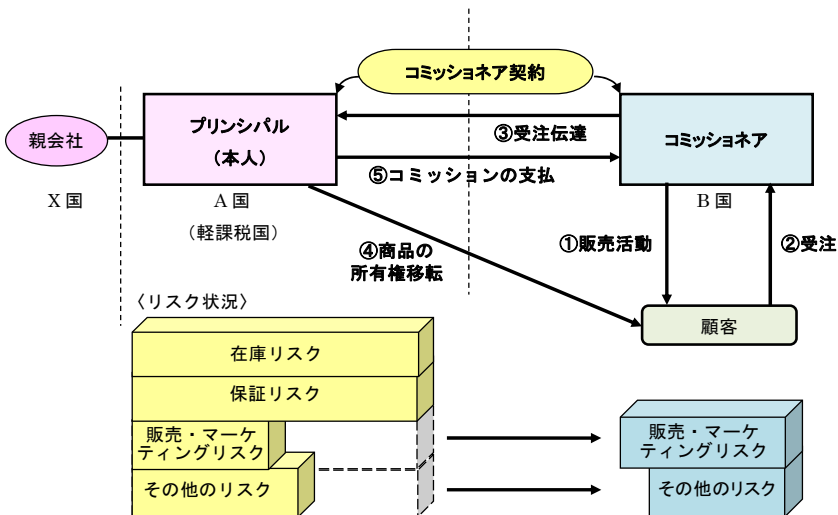 コミッショネア契約
親会社
プリンシパル
(本人)
③受注伝達
コミッショネア
⑤コミッションの支払
X 国
A 国
(軽課税国)
B 国
④商品の
所有権移転
①販売活動
②受注
顧客
〈リスク状況〉
在庫リスク
保証リスク
販売・マーケ
ティングリスク
その他のリスク
販売・マーケ
ティングリスク
その他のリスク